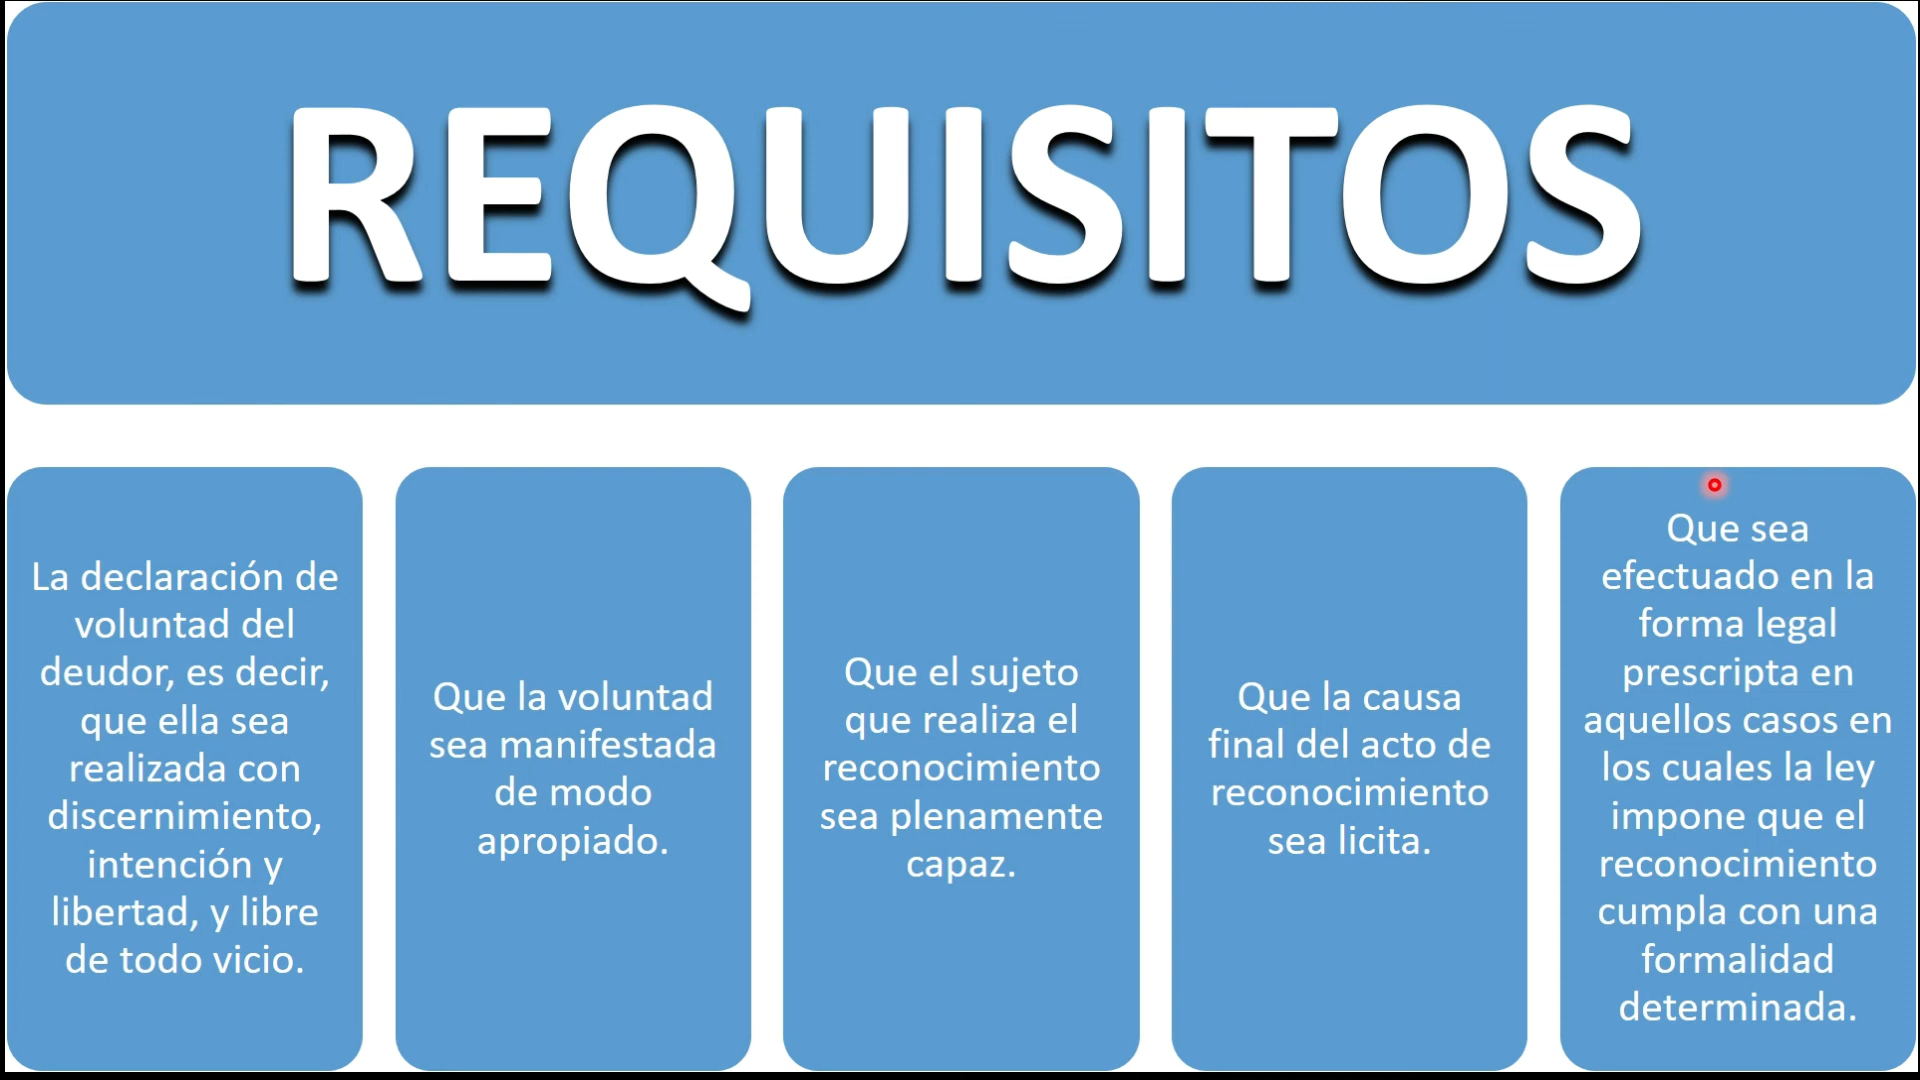 REQUISITOS
La declaración de
voluntad del
deudor, es decir,
que ella sea
realizada con
discernimiento,
intención y
libertad, y libre
de todo vicio.
Que la voluntad
sea manifestada
de modo
apropiado.
Que el sujeto
que realiza el
reconocimiento
sea plenamente
capaz.
Que la causa
final del acto de
reconocimiento
sea licita.
Que sea
efectuado en la
forma legal
prescripta en
aquellos casos en
los cuales la ley
impone que el
reconocimiento
cumpla con una
formalidad
determinada.